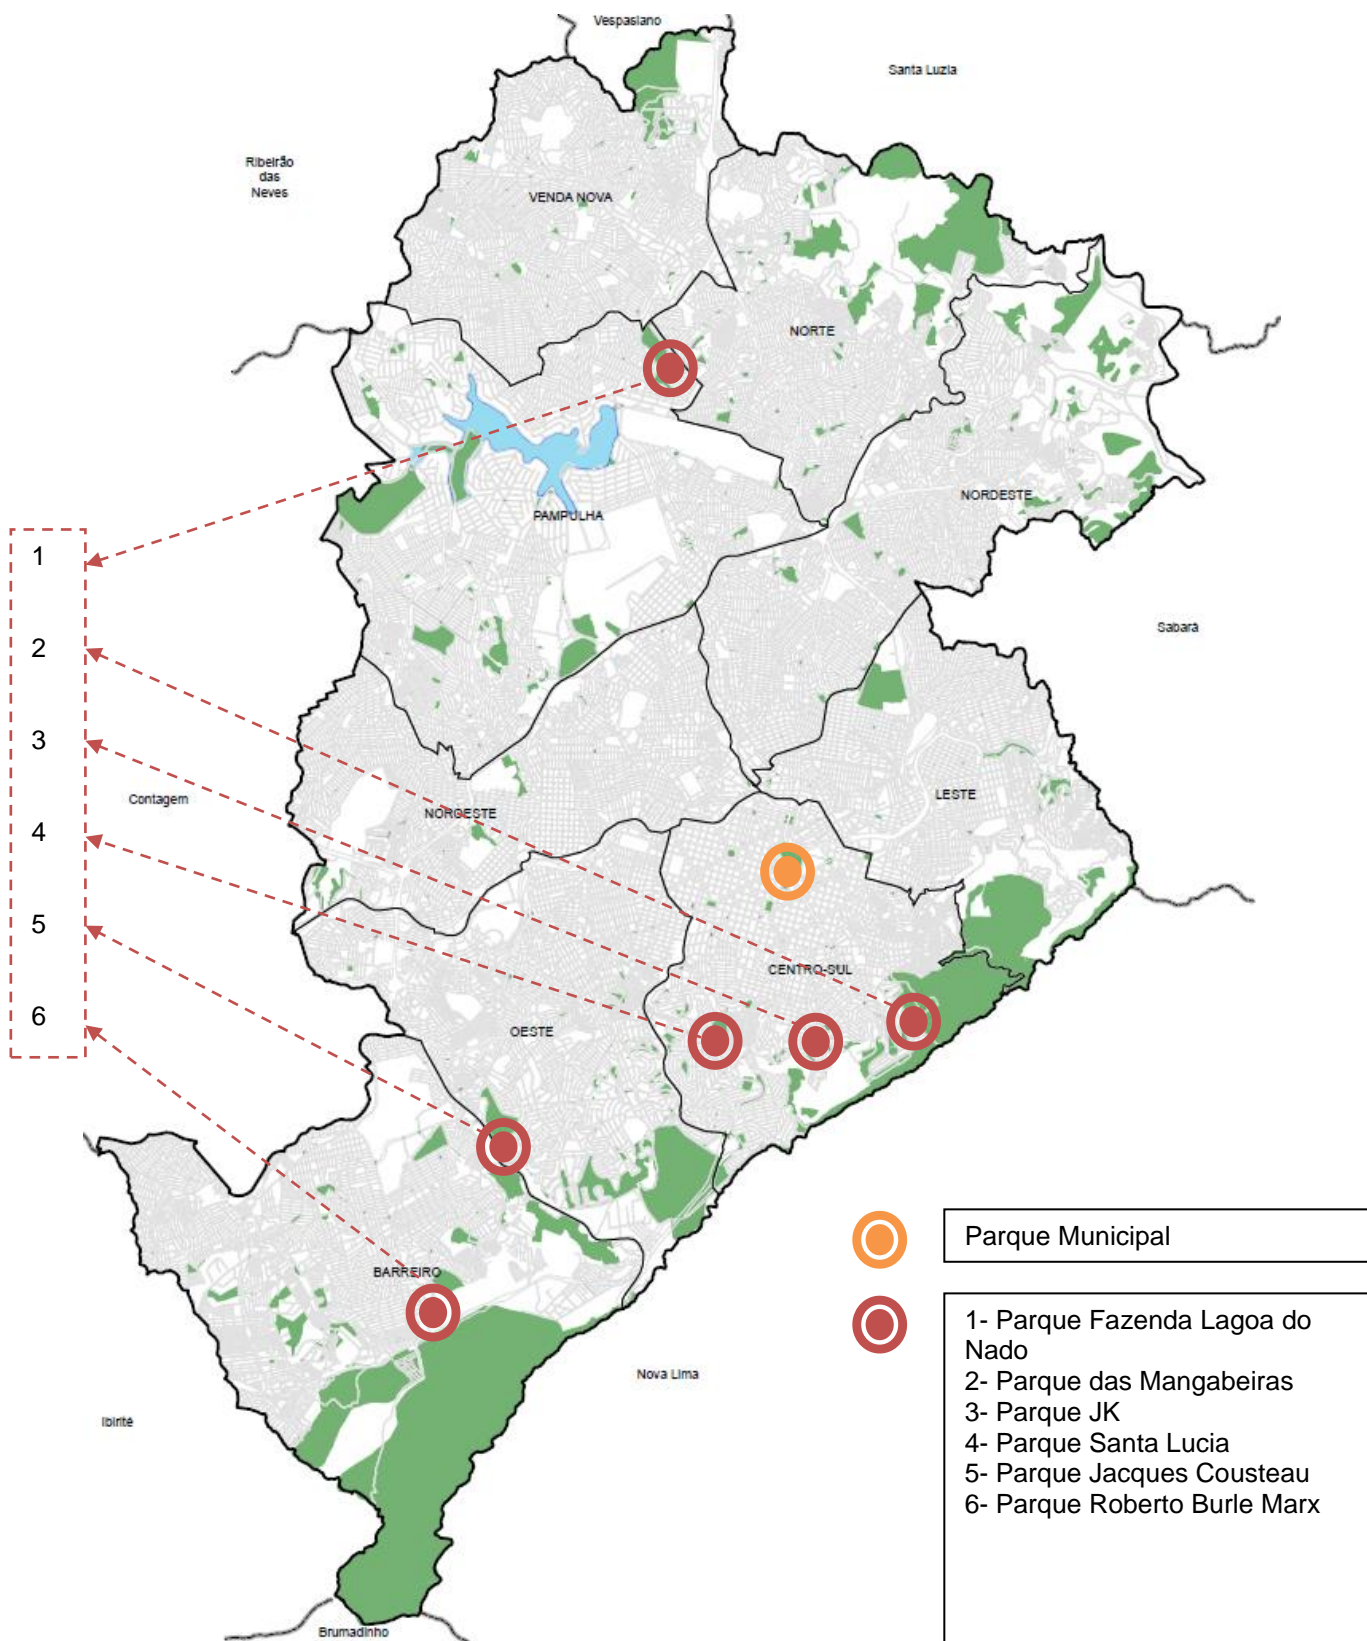 Vespasiano
Santa Luzia
Ribeirão
das
Neves
VENDA NOVA
NORTE
NORDESTE
PAMPULHA
1
2
3
4
5
6
Sabará
Contagem
NOROESTE
LESTE
CENTRO-SUL
OESTE
BARREIRO
Nova Lima
Ibirité
Brumadinho
Parque Municipal
1- Parque Fazenda Lagoa do
Nado
2- Parque das Mangabeiras
3- Parque JK
4- Parque Santa Lucia
5- Parque Jacques Cousteau
6- Parque Roberto Burle Marx